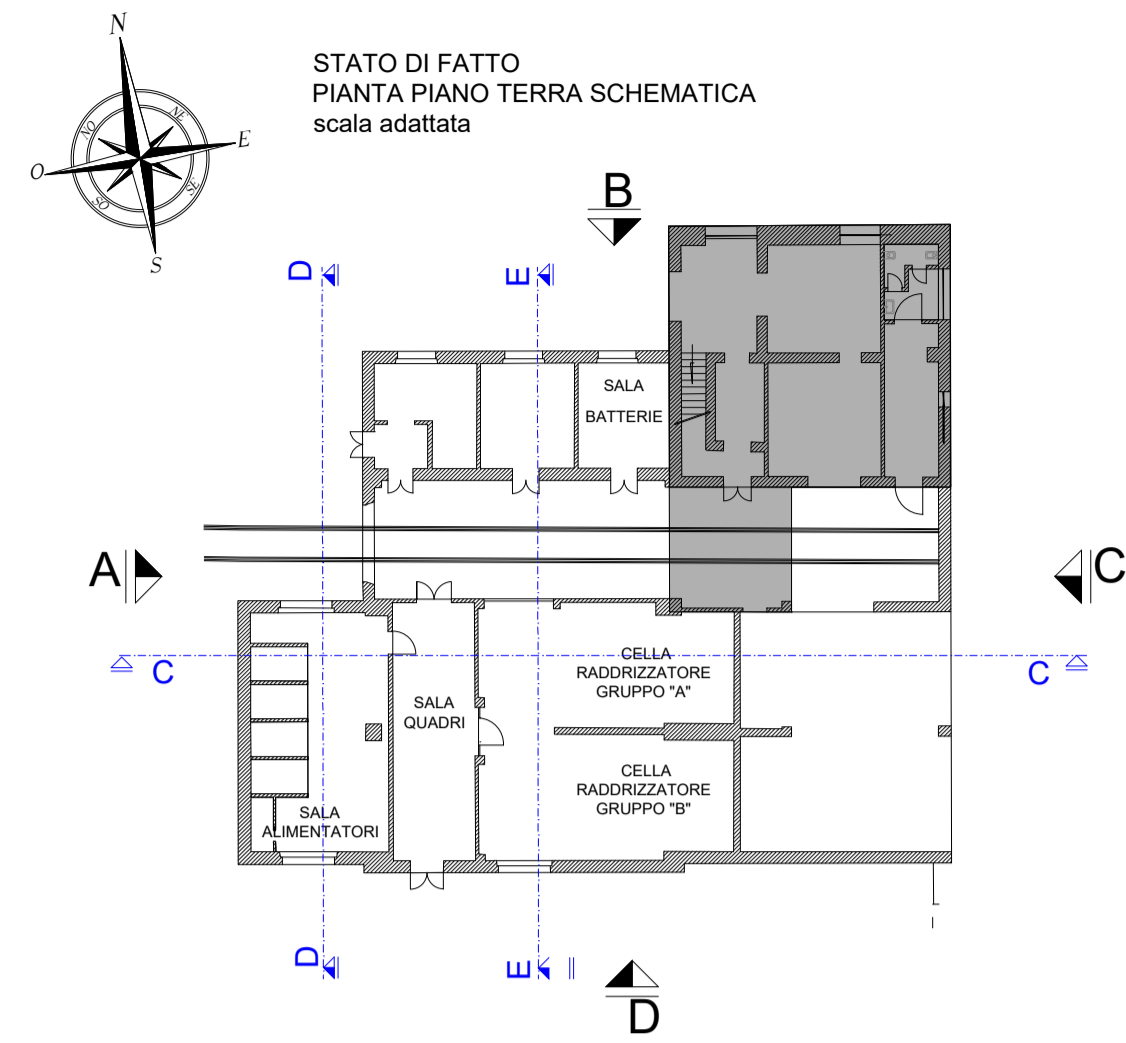 N
NO
NE
E
O
SO
SE
S
STATO DI FATTO
PIANTA PIANO TERRA SCHEMATICA
scala adattata
B
D
E
SALA
BATTERIE
A
C
C
C
CELLA
RADDRIZZATORE
GRUPPO "A"
SALA
QUADRI
CELLA
RADDRIZZATORE
GRUPPO "B"
SALA
ALIMENTATORI
D
E
D